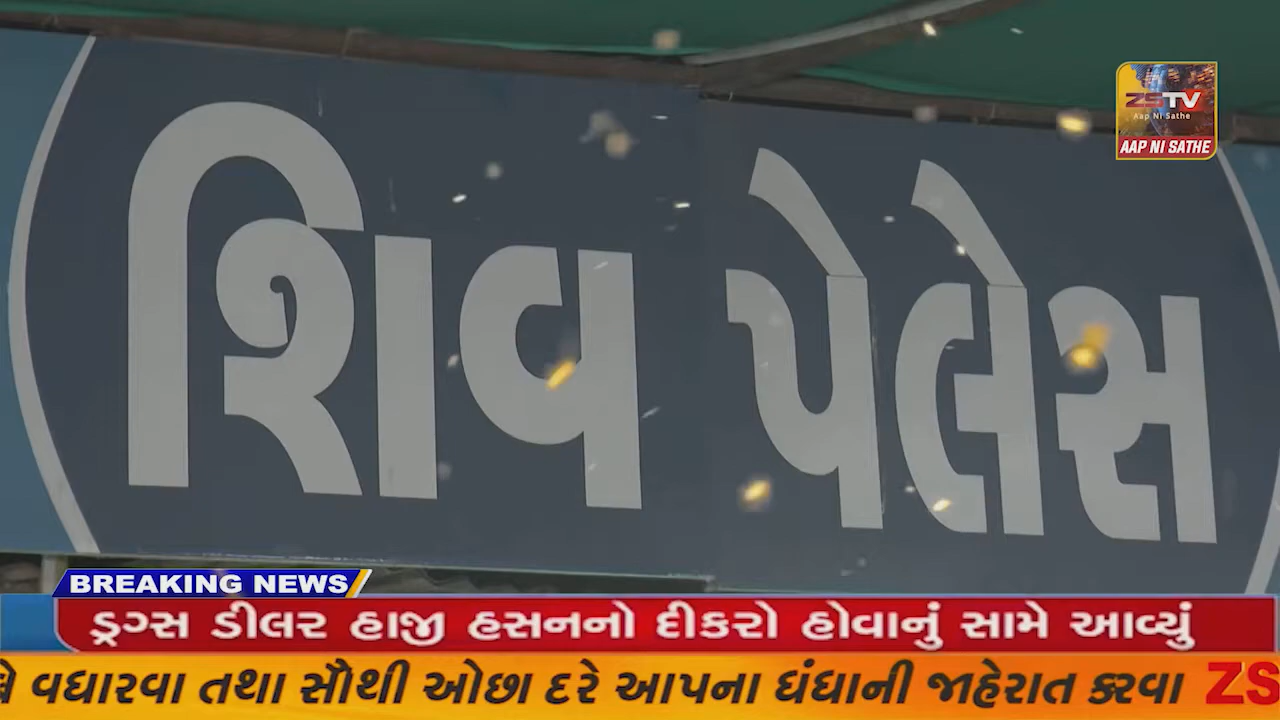 ZSTV
Aap Ni Sathe
AAP NI SATHE
શિવ પેલેસ
BREAKING NEWS
ડ્રગ્સ ડીલર હાજી હસનનો દીકરો હોવાનું સામે આવ્યું
વધારવા તથા સૌથી ઓછા દરે આપના ધંધાની જાહેરાત કરવા ZS